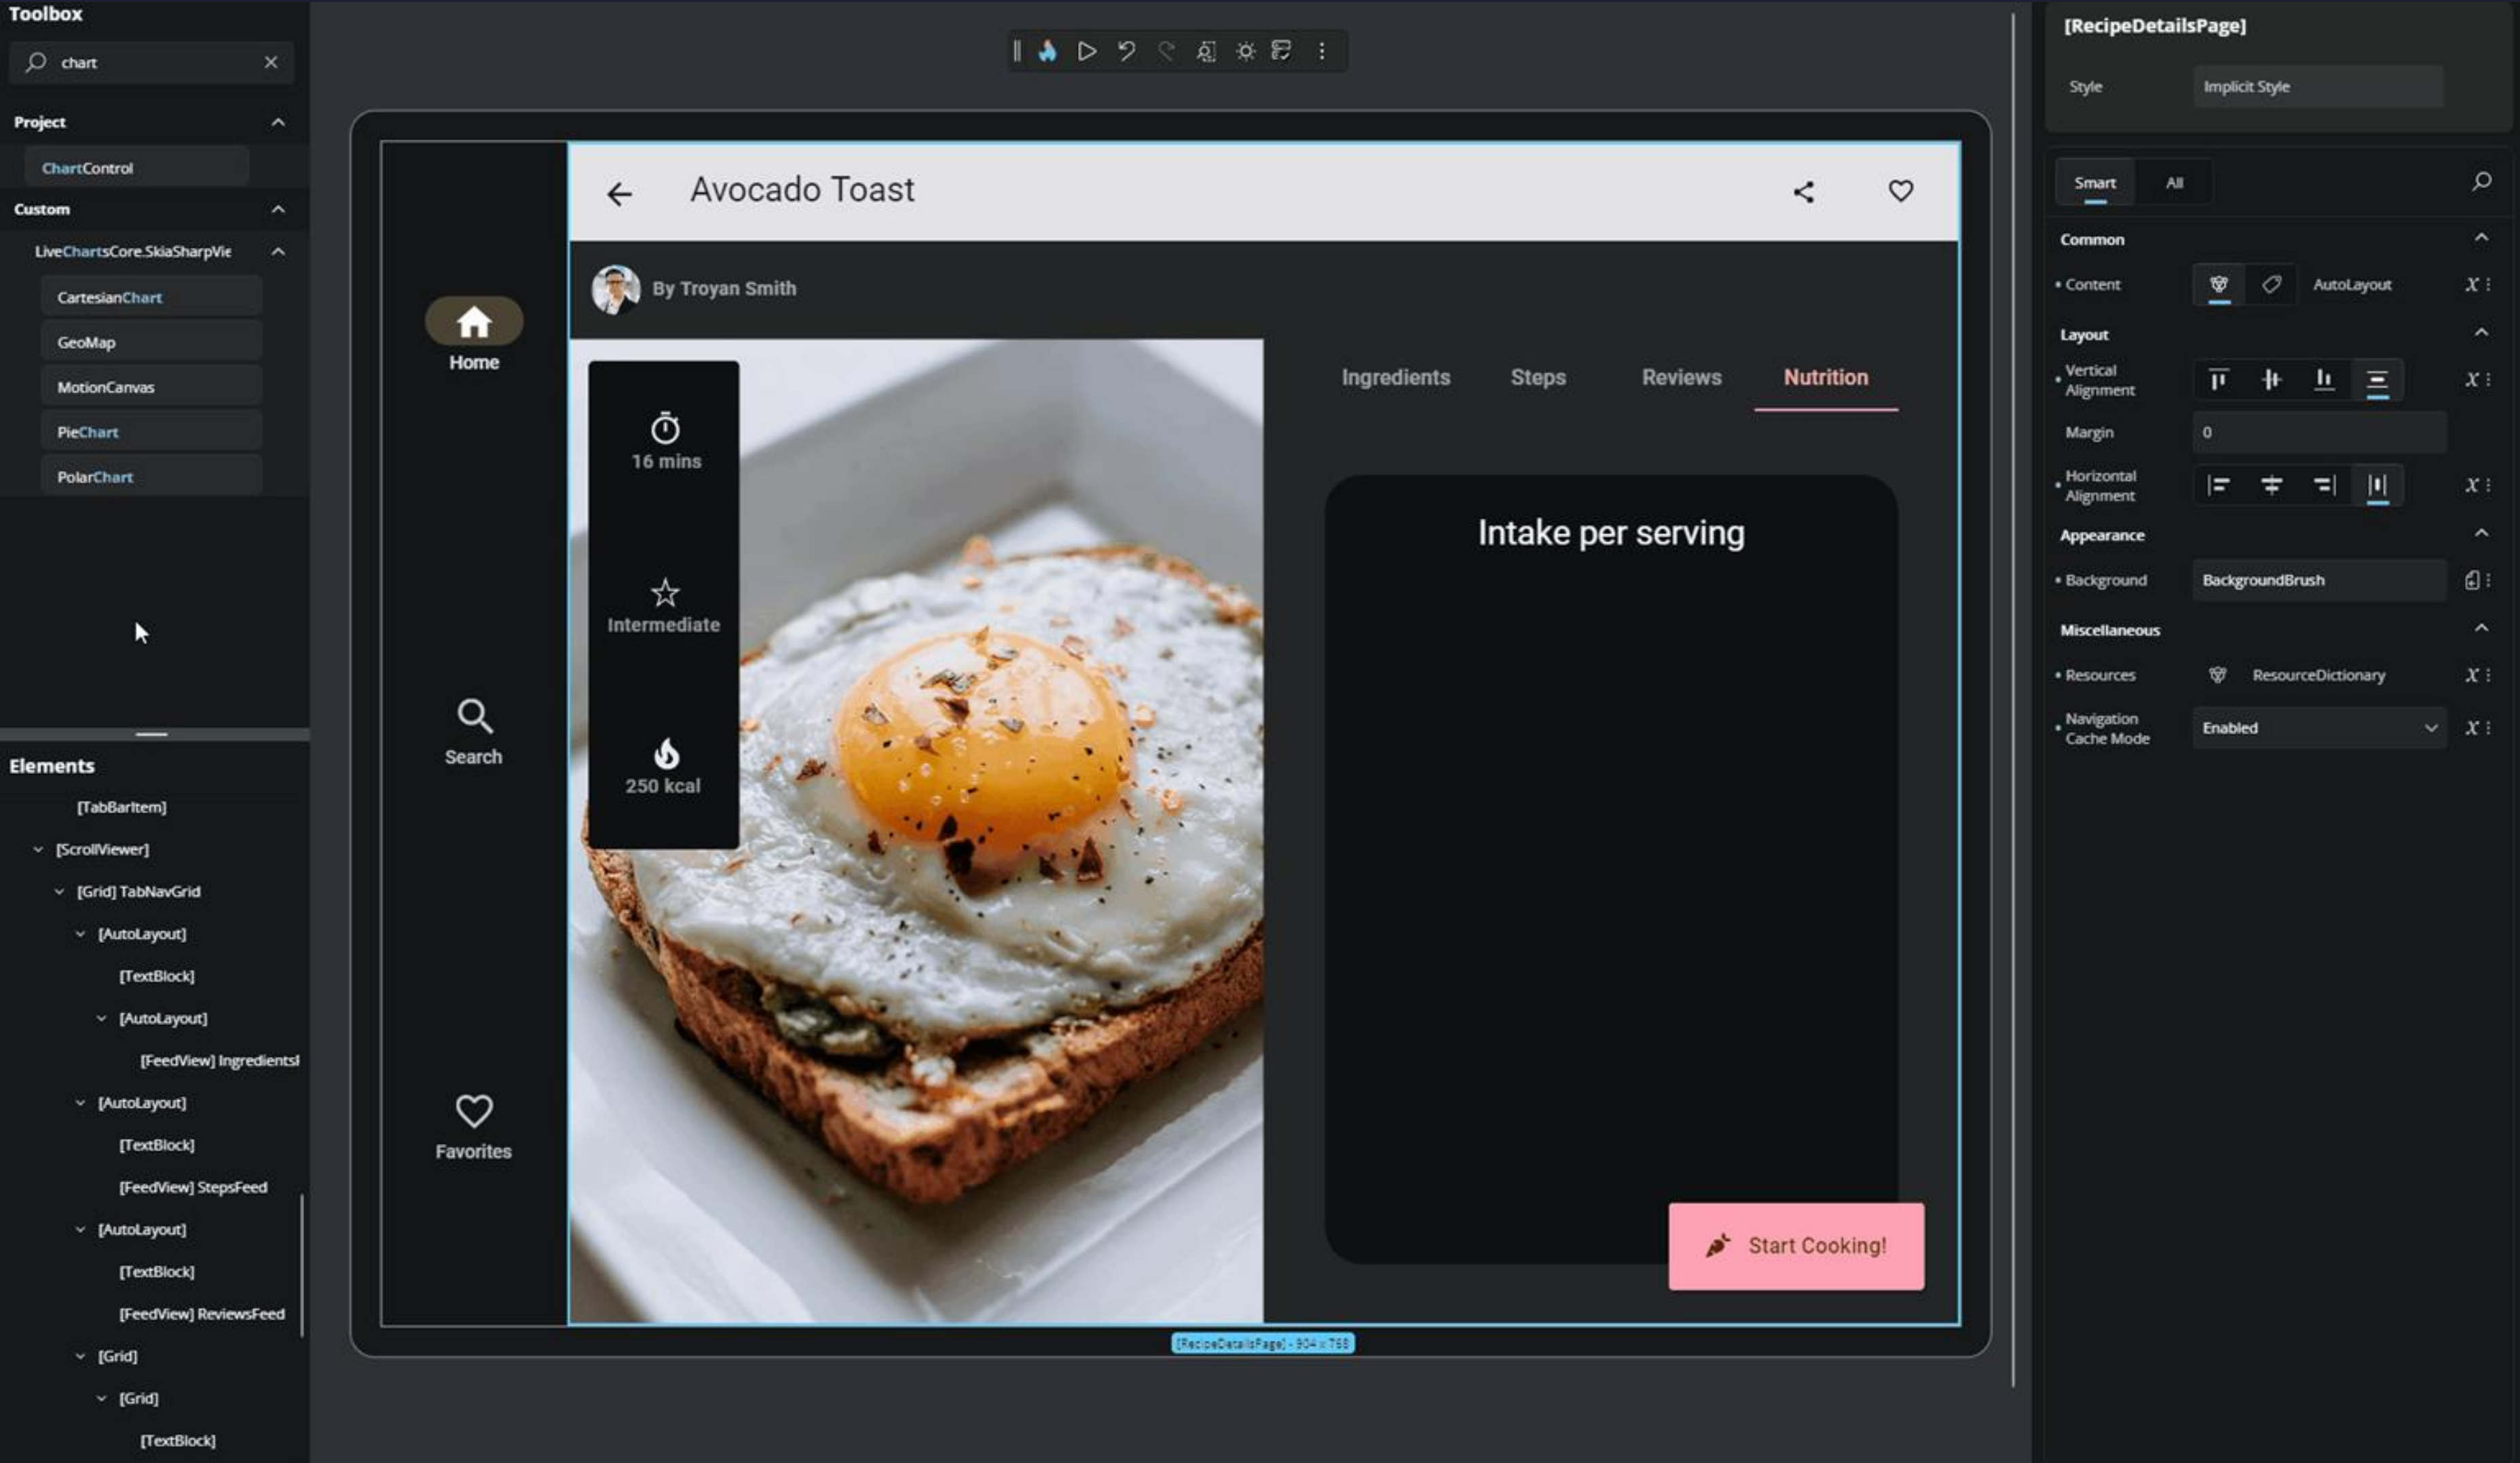 Toolbox
chart
Project
ChartControl
Custom
LiveChartsCore.SkiaSharpVie
CartesianChart
GeoMap
MotionCanvas
PieChart
PolarChart
Elements
[TabBarItem]
[ScrollViewer]
[Grid] TabNavGrid
[AutoLayout]
[TextBlock]
[AutoLayout]
[FeedView] Ingredients
[AutoLayout]
[TextBlock]
[FeedView] StepsFeed
[AutoLayout]
[TextBlock]
[FeedView] ReviewsFeed
[Grid]
[Grid]
[TextBlock]
Home
Search
Favorites
Avocado Toast
By Troyan Smith
16 mins
Intermediate
250 kcal
Ingredients Steps Reviews Nutrition
Intake per serving
Start Cooking!
[RecipeDetailsPage] - 904 x 768
[RecipeDetailsPage]
Style Implicit Style
Smart All
Common
Content AutoLayout
Layout
Vertical
Alignment
Margin 0
Horizontal
Alignment
Appearance
Background BackgroundBrush
Miscellaneous
Resources ResourceDictionary
Navigation
Cache Mode Enabled